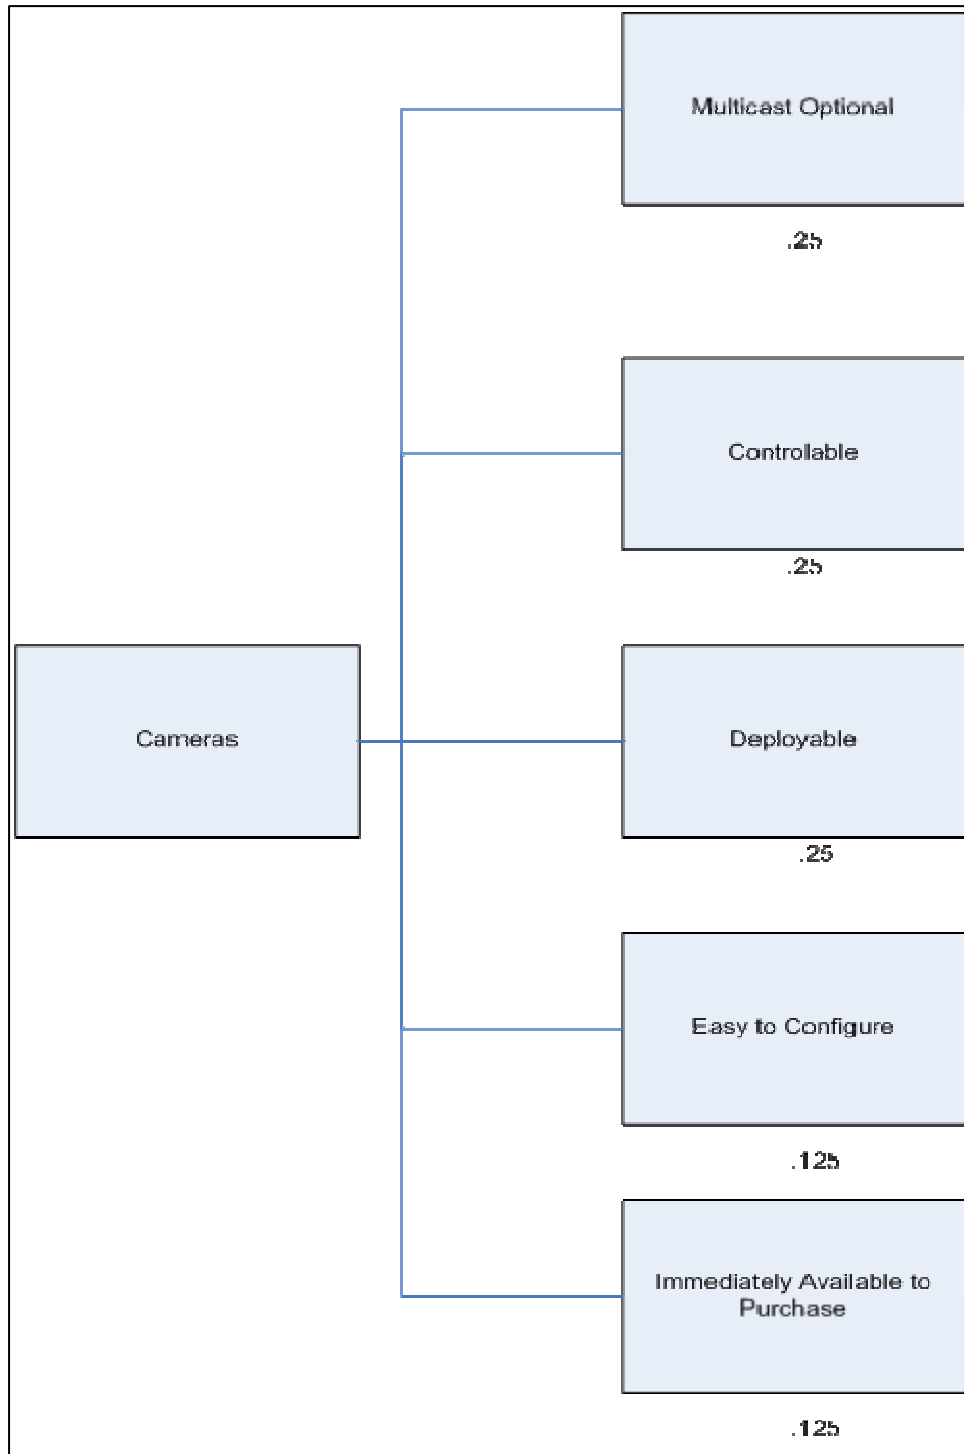 Multicast Optional
.25
Controllable
.25
Cameras
Deployable
.25
Easy to Configure
.125
Immediately Available to
Purchase
.125